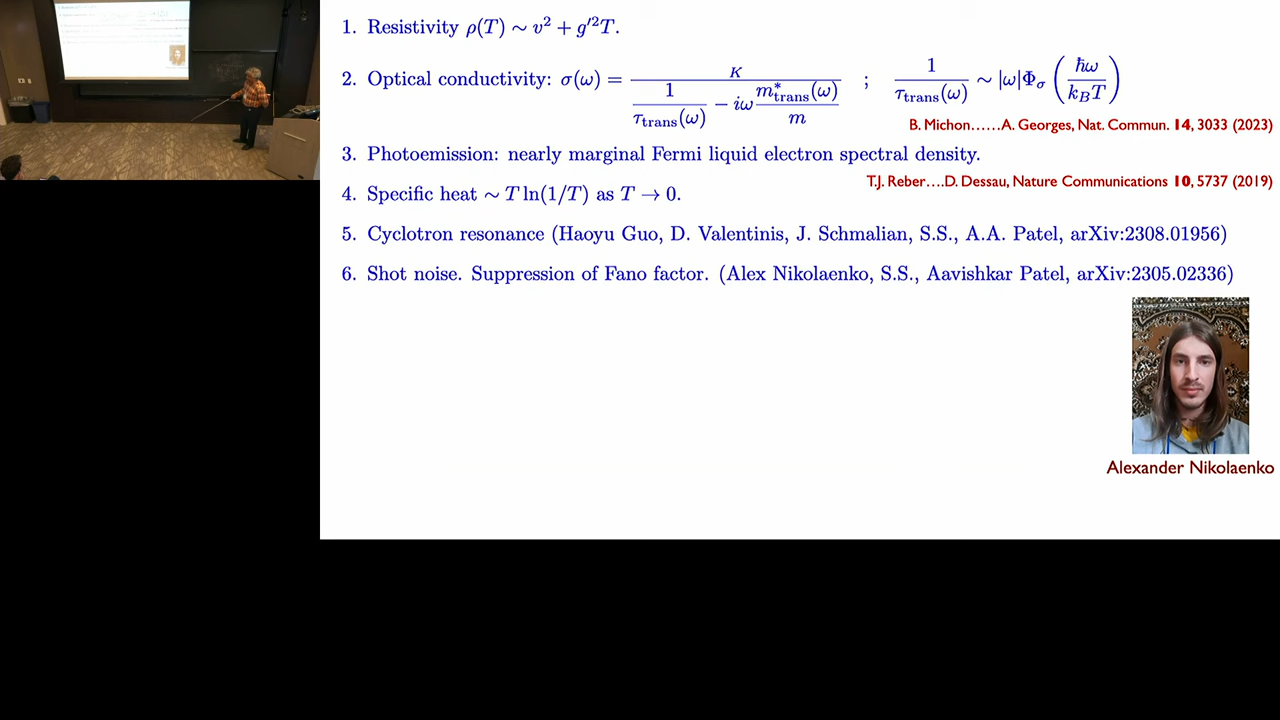 1. Resistivity ρ(T) ∼ v² + g′²T.
2. Optical conductivity: σ(ω) = K / (1/τ_trans(ω) − iω m*_trans(ω)/m) ; 1/τ_trans(ω) ∼ |ω|Φ_σ (ħω/k_BT)
B. Michon......A. Georges, Nat. Commun. 14, 3033 (2023)
3. Photoemission: nearly marginal Fermi liquid electron spectral density.
T.J. Reber....D. Dessau, Nature Communications 10, 5737 (2019)
4. Specific heat ∼ T ln(1/T) as T → 0.
5. Cyclotron resonance (Haoyu Guo, D. Valentinis, J. Schmalian, S.S., A.A. Patel, arXiv:2308.01956)
6. Shot noise. Suppression of Fano factor. (Alex Nikolaenko, S.S., Aavishkar Patel, arXiv:2305.02336)
Alexander Nikolaenko